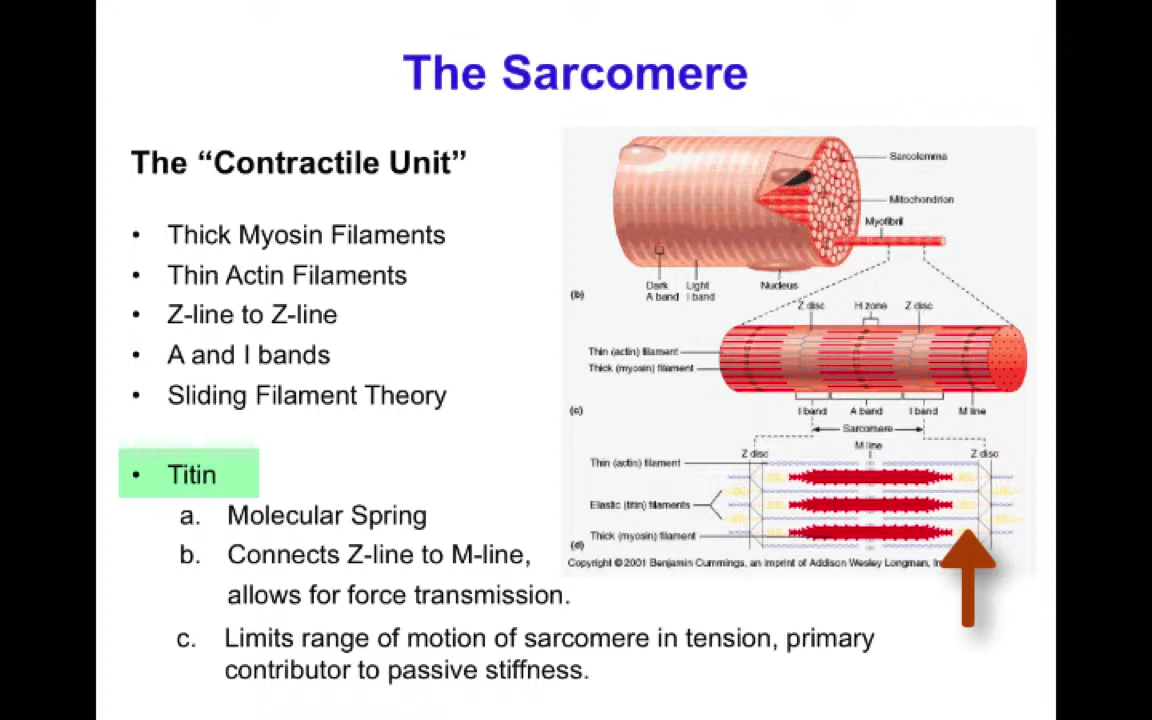 The Sarcomere
The “Contractile Unit”
• Thick Myosin Filaments
• Thin Actin Filaments
• Z-line to Z-line
• A and I bands
• Sliding Filament Theory
• Titin
a. Molecular Spring
b. Connects Z-line to M-line,
allows for force transmission.
c. Limits range of motion of sarcomere in tension, primary
contributor to passive stiffness.
Sarcolemma
Mitochondrion
Myofibril
Dark
A band
Light
I band
Nucleus
(b)
Z disc
H zone
Z disc
Thin (actin) filament
Thick (myosin) filament
(c)
I band
A band
I band
M line
Sarcomere
M line
Z disc
Z disc
Thin (actin) filament
Elastic (titin) filaments
Thick (myosin) filament
(d)
Copyright © 2001 Benjamin Cummings, an imprint of Addison Wesley Longman,